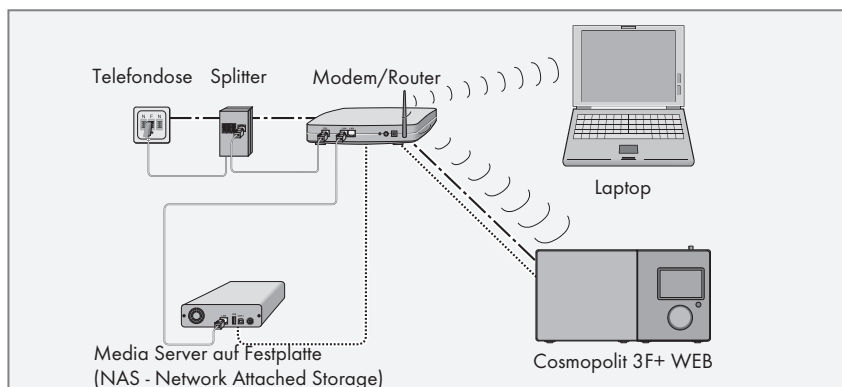 Telefondose
Splitter
Modem/Router
N F N
Laptop
Media Server auf Festplatte
(NAS - Network Attached Storage)
Cosmopolit 3F+ WEB